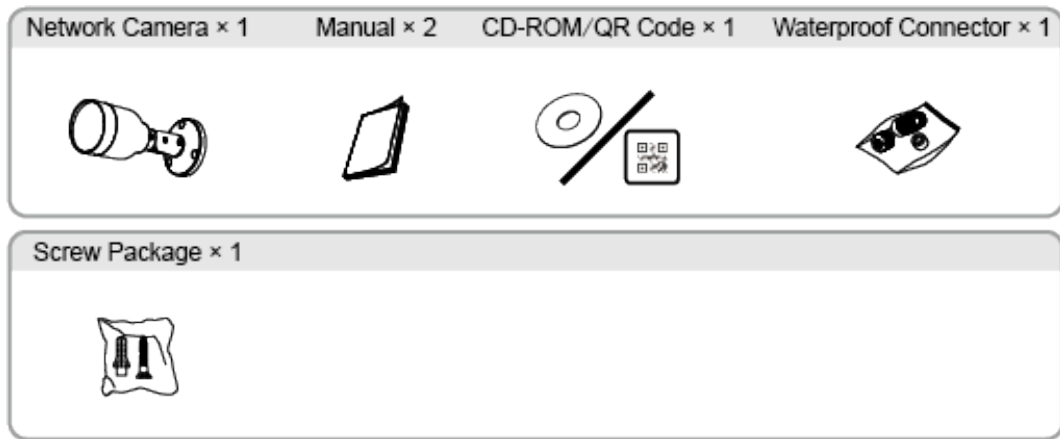 Network Camera × 1 Manual × 2 CD-ROM/QR Code × 1 Waterproof Connector × 1
Screw Package × 1